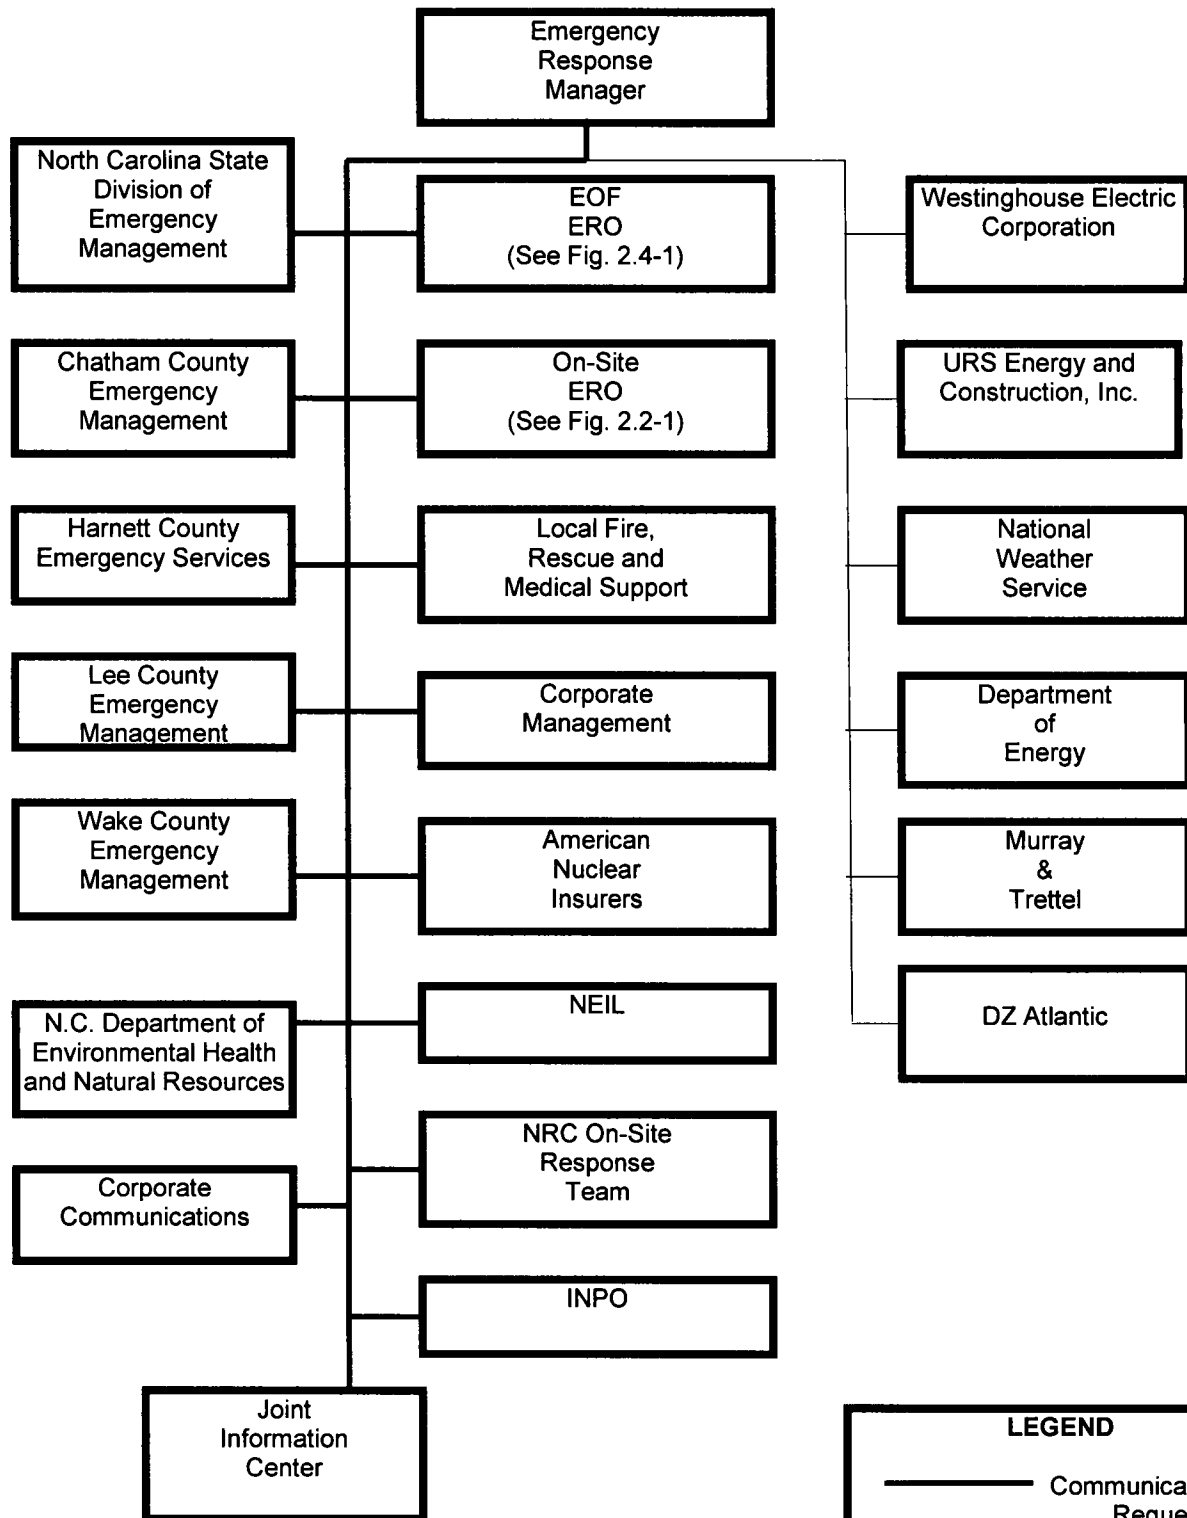 Emergency
Response
Manager
North Carolina State
Division of
Emergency
Management
EOF
ERO
(See Fig. 2.4-1)
Westinghouse Electric
Corporation
Chatham County
Emergency
Management
On-Site
ERO
(See Fig. 2.2-1)
URS Energy and
Construction, Inc.
Harnett County
Emergency Services
Local Fire,
Rescue and
Medical Support
National
Weather
Service
Lee County
Emergency
Management
Corporate
Management
Department
of
Energy
Wake County
Emergency
Management
American
Nuclear
Insurers
Murray
&
Trettel
N.C. Department of
Environmental Health
and Natural Resources
NEIL
DZ Atlantic
Corporate
Communications
NRC On-Site
Response
Team
INPO
Joint
Information
Center
LEGEND